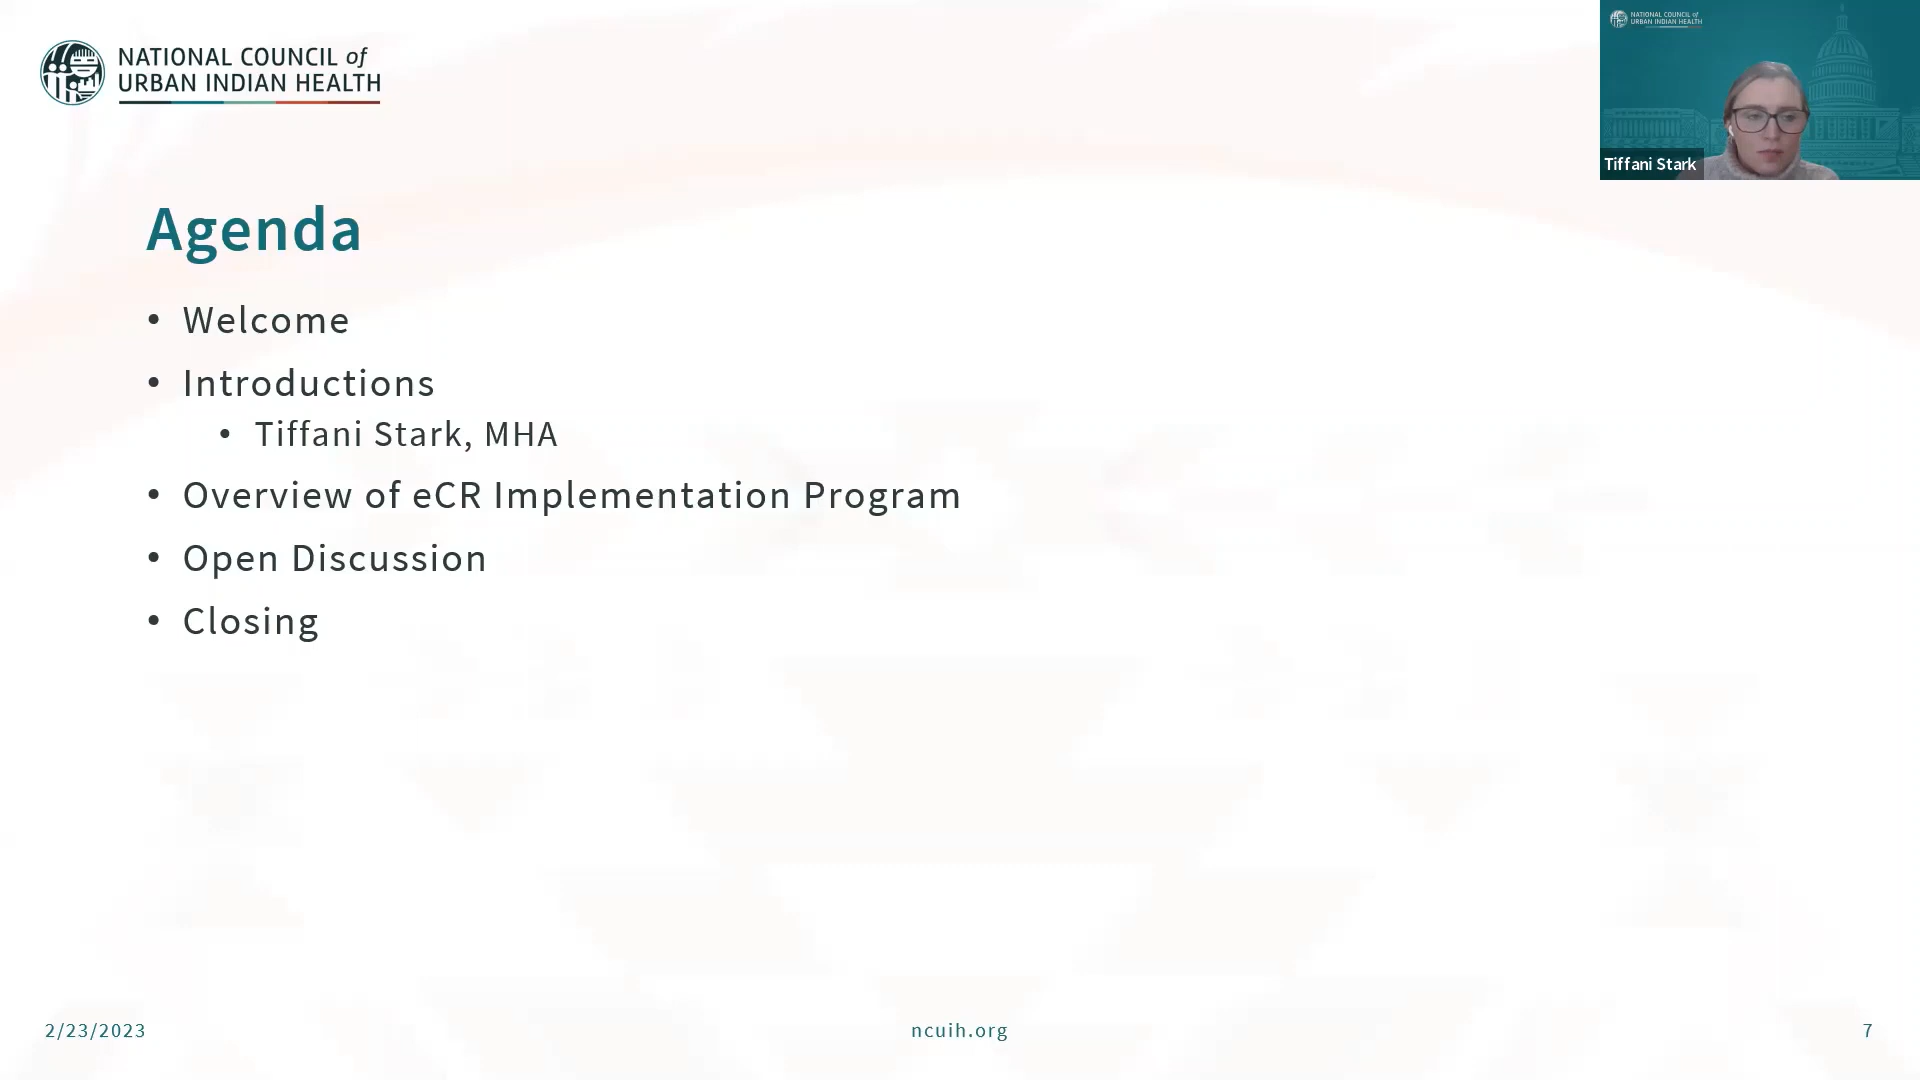 NATIONAL COUNCIL of
URBAN INDIAN HEALTH
NATIONAL COUNCIL of
URBAN INDIAN HEALTH
Tiffani Stark
Agenda
• Welcome
• Introductions
• Tiffani Stark, MHA
• Overview of eCR Implementation Program
• Open Discussion
• Closing
2/23/2023
ncuih.org
7